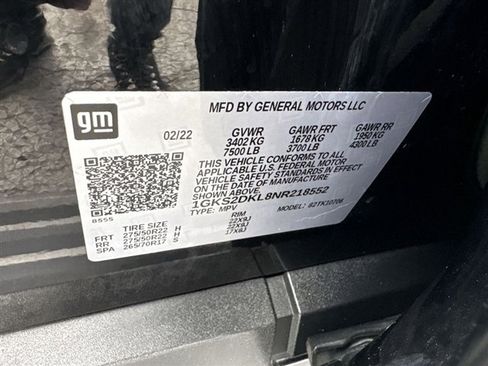 MFD BY GENERAL MOTORS LLC
gm
02/22
GVWR GAWR FRT GAWR RR
3402 KG 1678 KG 1950 KG
7500 LB 3700 LB 4300 LB
THIS VEHICLE CONFORMS TO ALL
APPLICABLE U.S. FEDERAL MOTOR
VEHICLE SAFETY STANDARDS IN EFFECT
ON THE DATE OF MANUFACTURE
1GKS2DKL8NR218552
TYPE: MPV MODEL: 82TK10706
8555
TIRE SIZE RIM
FRT 275/50R22 H 22X9J
RR 275/50R22 H 22X9J
SPA 265/70R17 S 17X8J